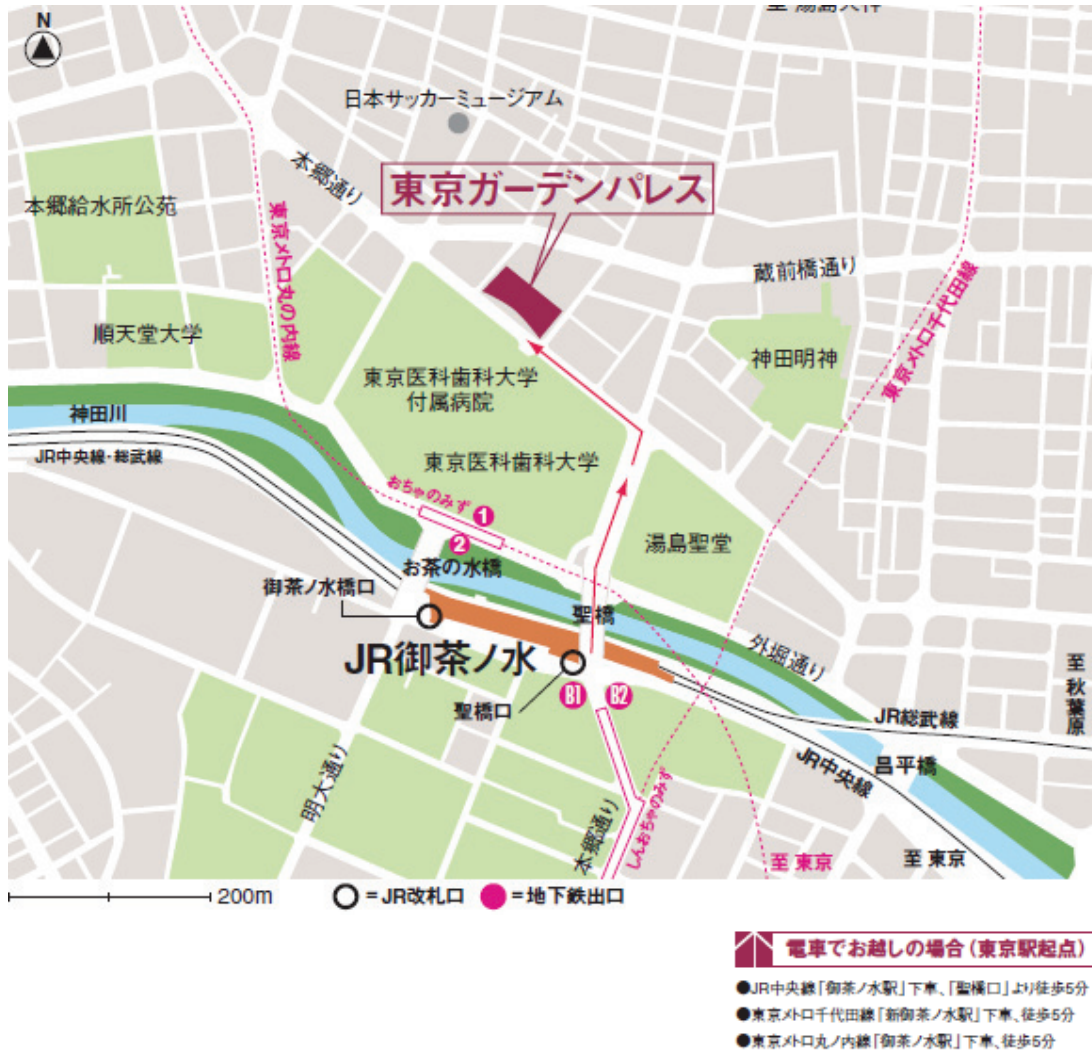 N
至 湯島天神
日本サッカーミュージアム
本郷通り
東京ガーデンパレス
本郷給水所公苑
東京メトロ丸の内線
蔵前橋通り
東京メトロ千代田線
順天堂大学
神田明神
東京医科歯科大学
付属病院
神田川
JR中央線・総武線
東京医科歯科大学
おちゃのみず
1
2
湯島聖堂
お茶の水橋
御茶ノ水橋口
聖橋
JR御茶ノ水
外堀通り
至秋葉原
聖橋口
B1
B2
JR総武線
JR中央線
昌平橋
明大通り
本郷通り
しんおちゃのみず
至 東京
至 東京
200m
=JR改札口
=地下鉄出口
電車でお越しの場合(東京駅起点)
●JR中央線「御茶ノ水駅」下車、「聖橋口」より徒歩5分
●東京メトロ千代田線「新御茶ノ水駅」下車、徒歩5分
●東京メトロ丸ノ内線「御茶ノ水駅」下車、徒歩5分